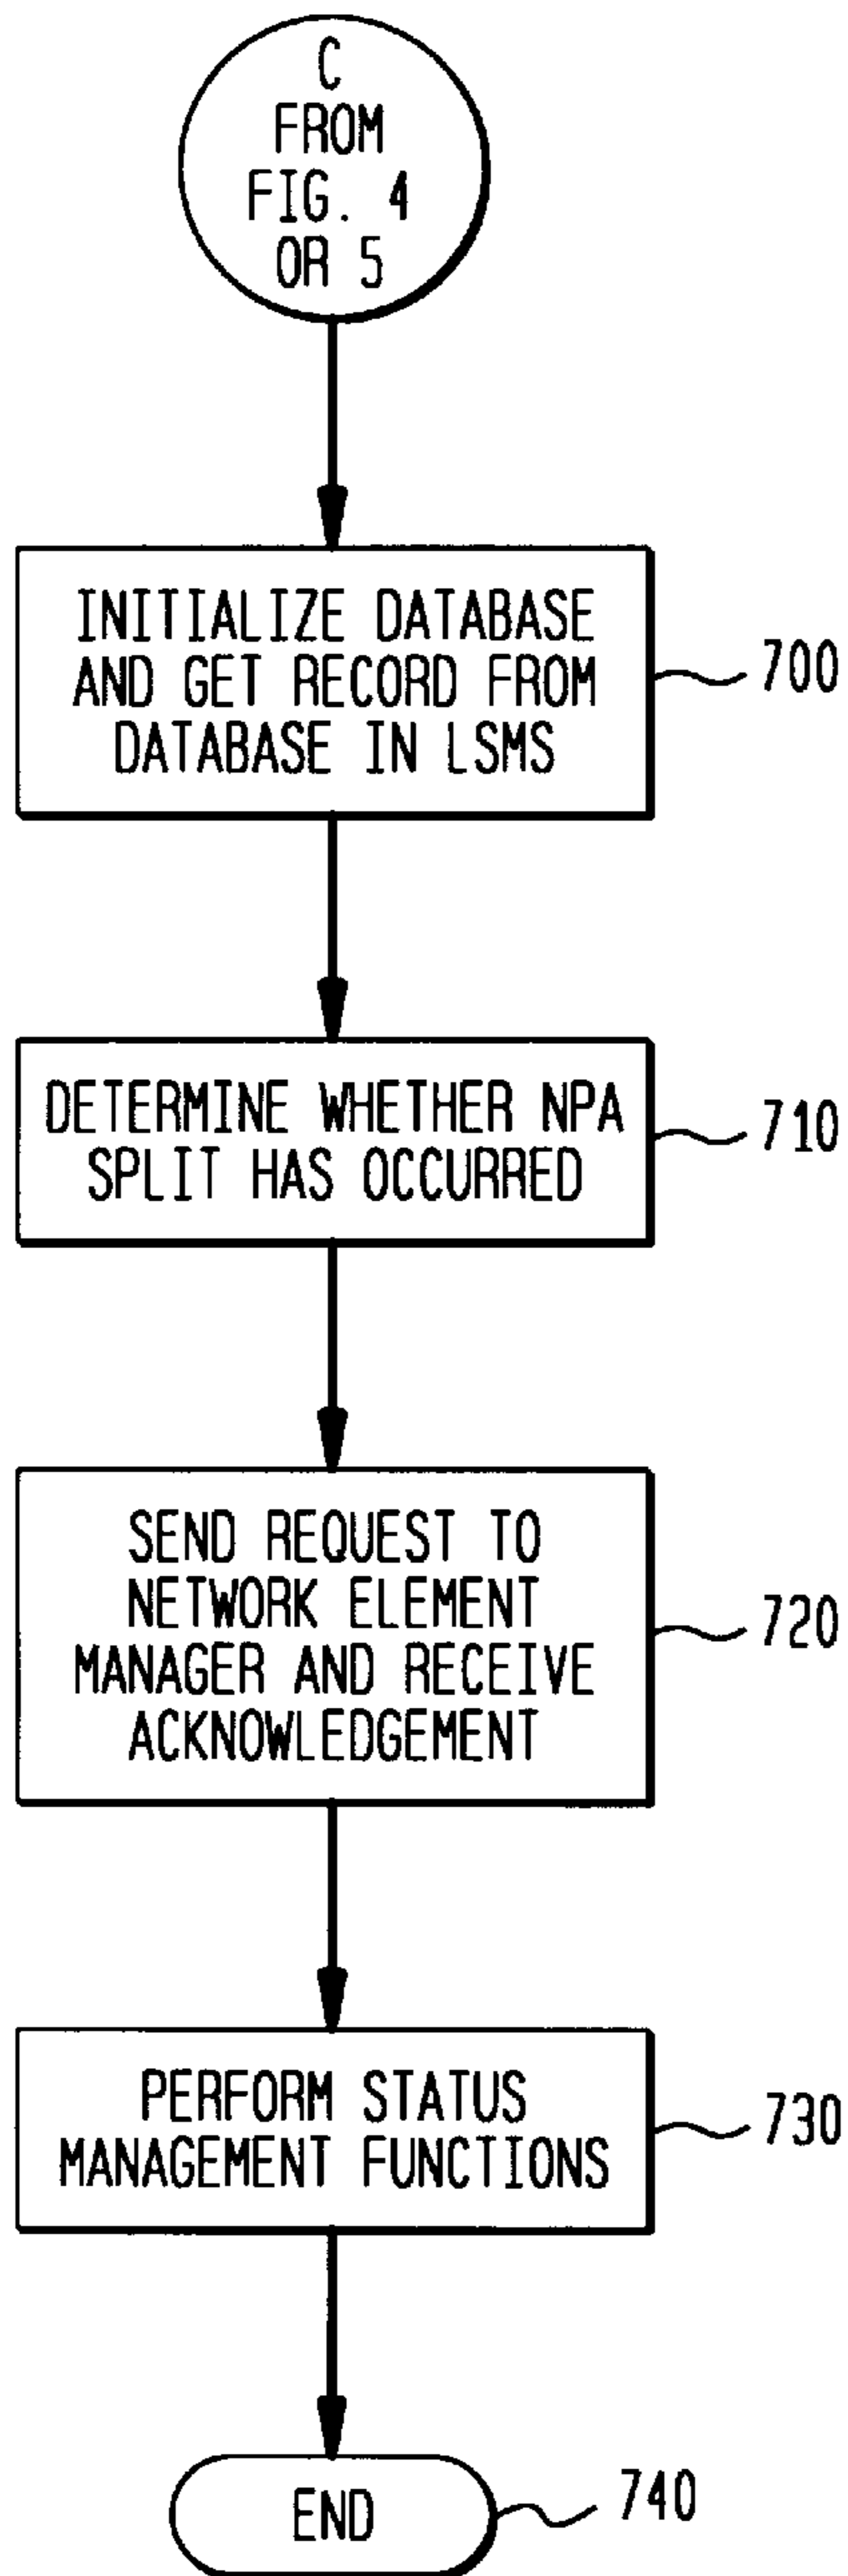 C
FROM
FIG. 4
OR 5
INITIALIZE DATABASE
AND GET RECORD FROM
DATABASE IN LSMS
700
DETERMINE WHETHER NPA
SPLIT HAS OCCURRED
710
SEND REQUEST TO
NETWORK ELEMENT
MANAGER AND RECEIVE
ACKNOWLEDGEMENT
720
PERFORM STATUS
MANAGEMENT FUNCTIONS
730
END
740